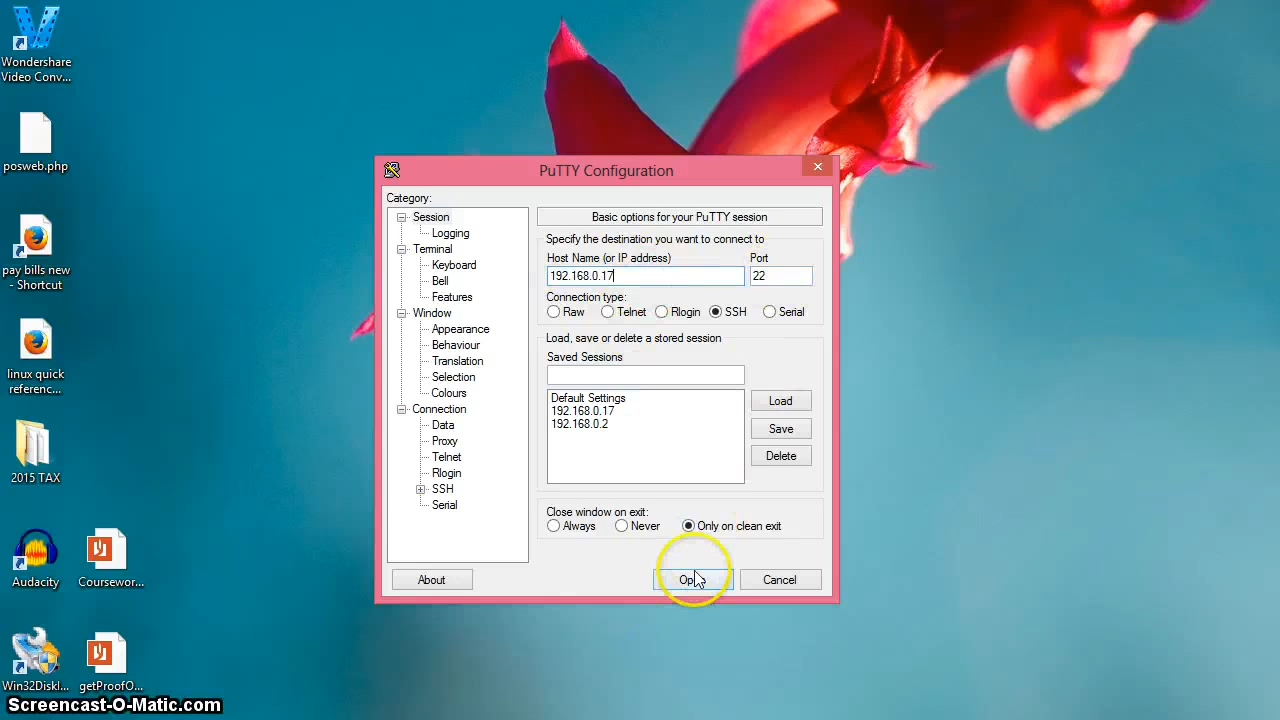 Wondershare
Video Conv...
posweb.php
pay bills new
- Shortcut
linux quick
referenc...
2015 TAX
Audacity
Coursewor...
Win32DiskI...
getProofO...
PuTTY Configuration
Category:
Session
Logging
Terminal
Keyboard
Bell
Features
Window
Appearance
Behaviour
Translation
Selection
Colours
Connection
Data
Proxy
Telnet
Rlogin
SSH
Serial
Basic options for your PuTTY session
Specify the destination you want to connect to
Host Name (or IP address) Port
192.168.0.17 22
Connection type:
Raw Telnet Rlogin SSH Serial
Load, save or delete a stored session
Saved Sessions
Default Settings
192.168.0.17
192.168.0.2
Load
Save
Delete
Close window on exit:
Always Never Only on clean exit
About Open Cancel
Screencast-O-Matic.com